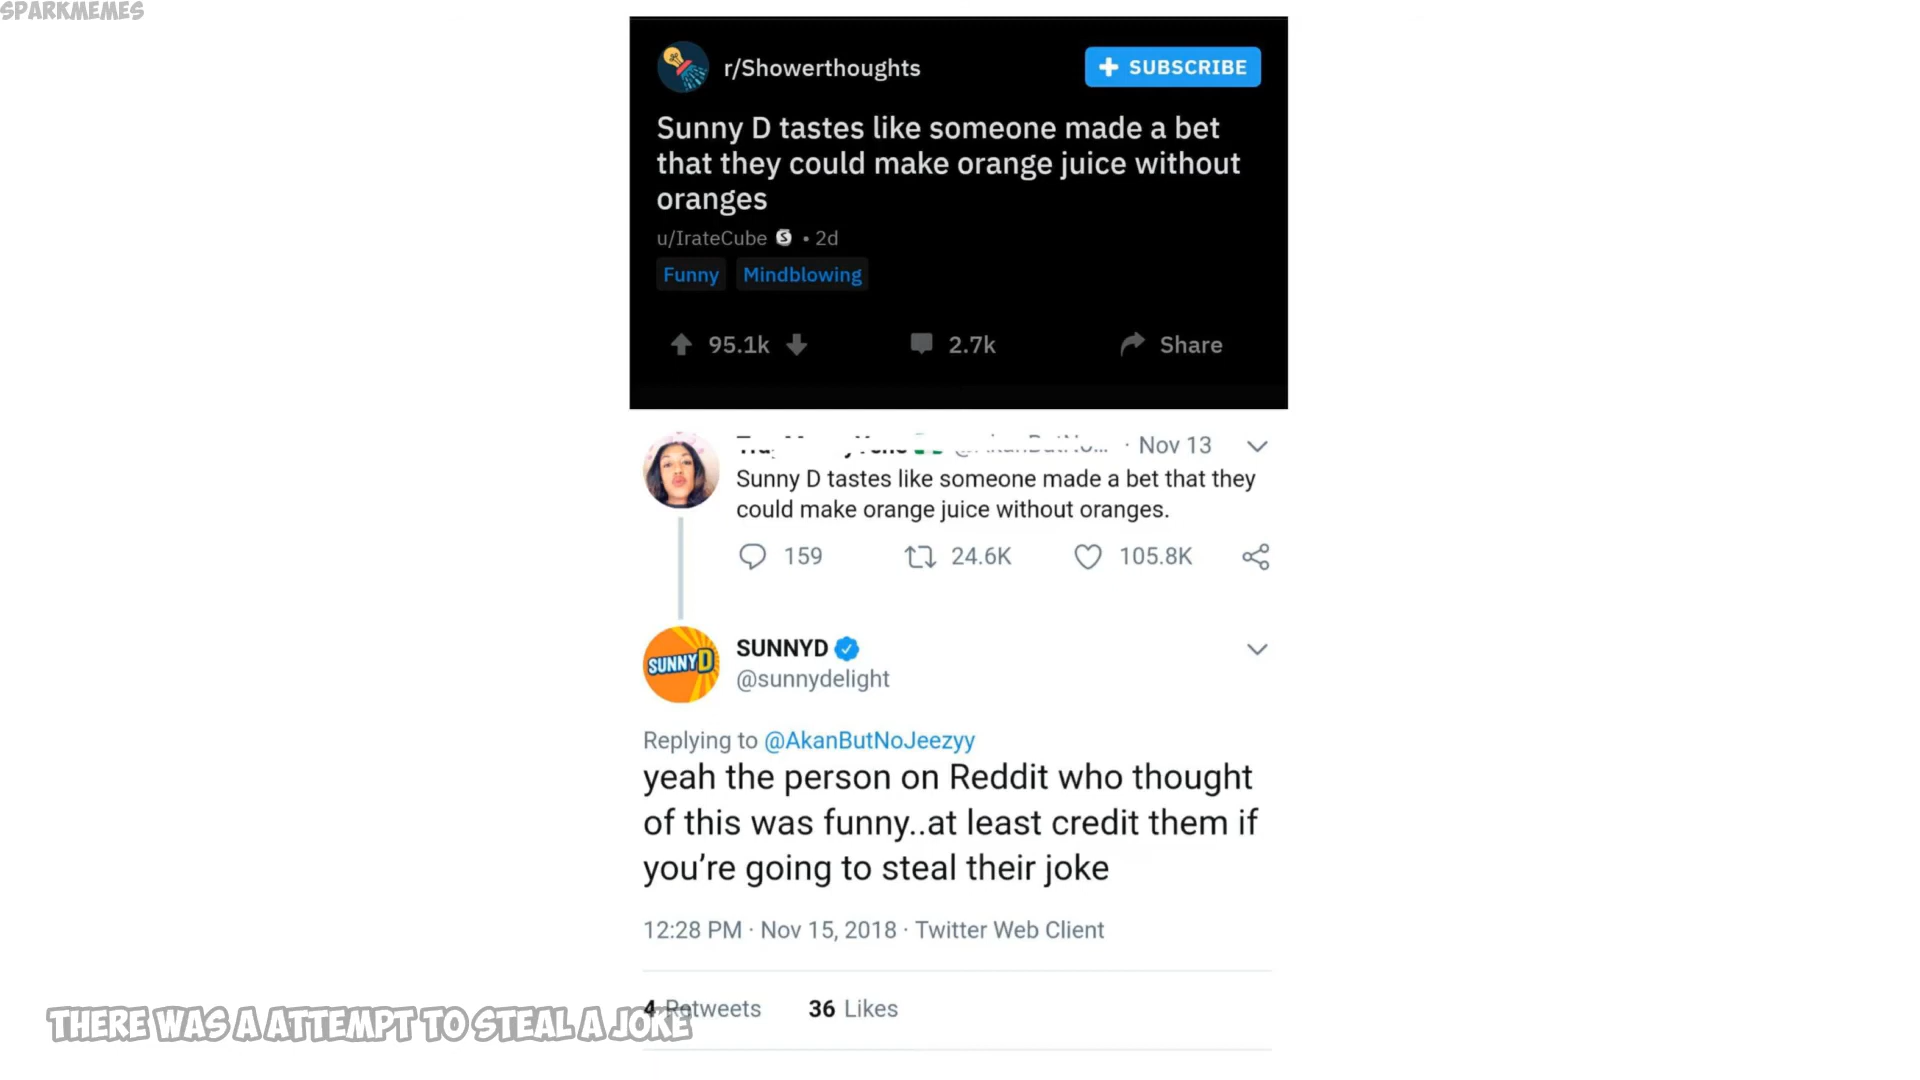 SPARKMEMES
r/Showerthoughts
SUBSCRIBE
Sunny D tastes like someone made a bet
that they could make orange juice without
oranges
u/IrateCube S • 2d
Funny Mindblowing
95.1k 2.7k Share
· Nov 13
Sunny D tastes like someone made a bet that they
could make orange juice without oranges.
159 24.6K 105.8K
SUNNYD
SUNNYD
@sunnydelight
Replying to @AkanButNoJeezyy
yeah the person on Reddit who thought
of this was funny..at least credit them if
you’re going to steal their joke
12:28 PM · Nov 15, 2018 · Twitter Web Client
4 Retweets 36 Likes
THERE WAS A ATTEMPT TO STEAL A JOKE